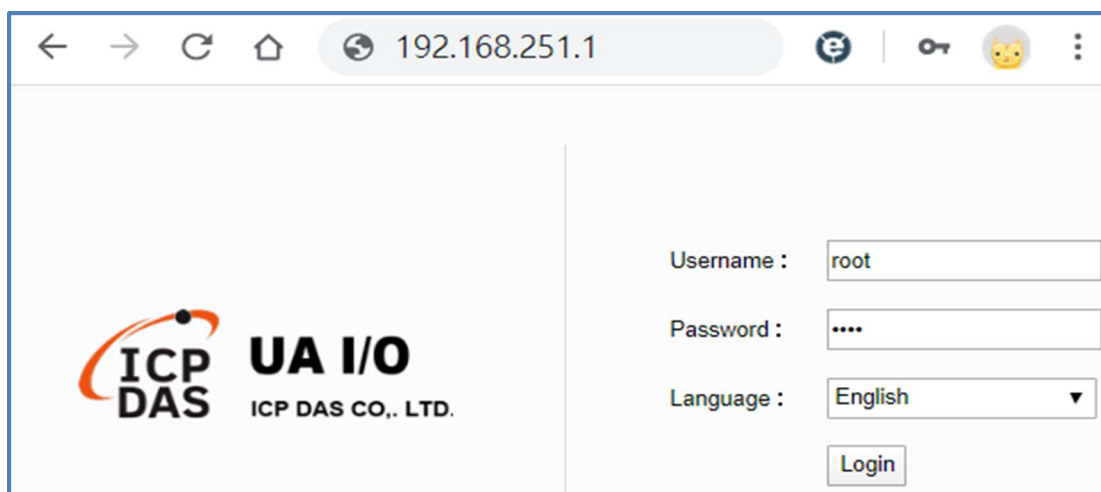 192.168.251.1
Username :
root
Password :
••••
Language :
English
Login
ICP
DAS
UA I/O
ICP DAS CO,. LTD.